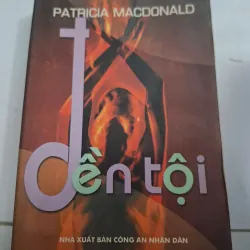 PATRICIA MACDONALD
đền tội
NHÀ XUẤT BẢN CÔNG AN NHÂN DÂN